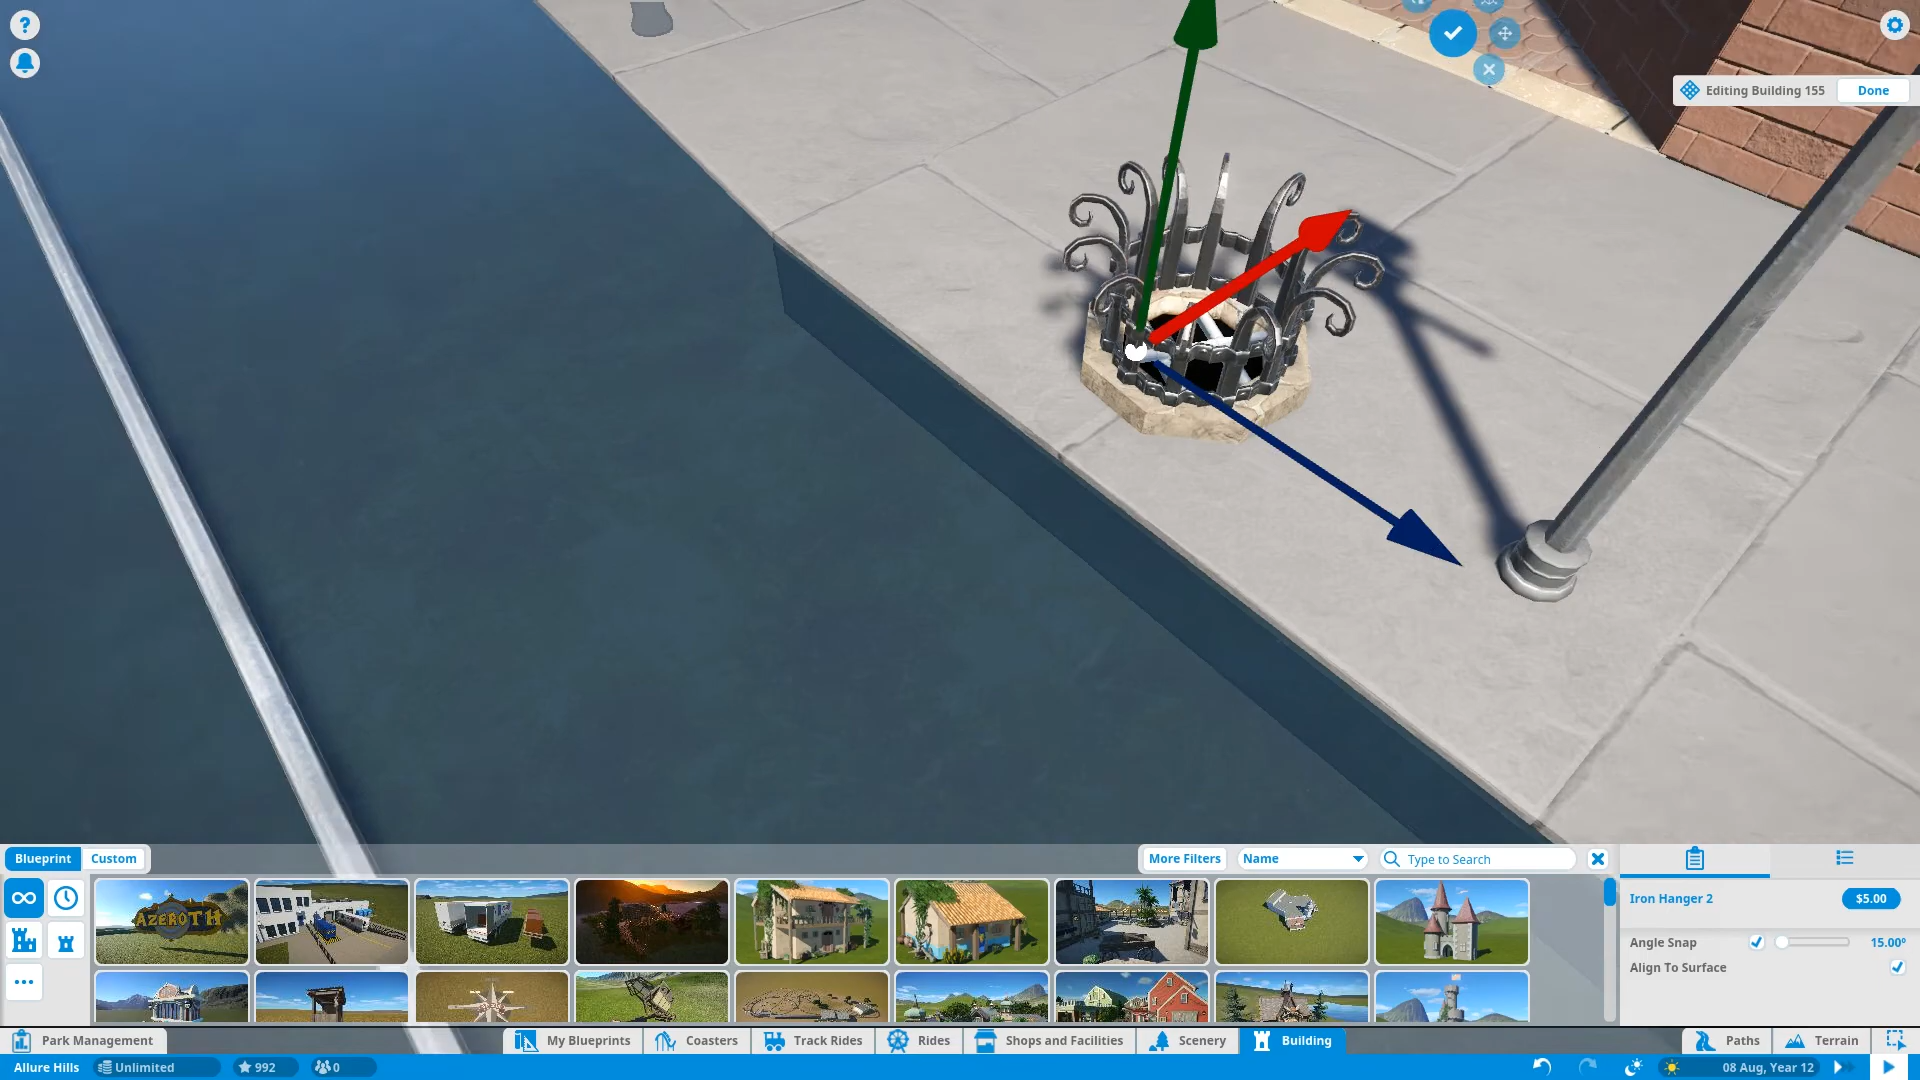 ?
Editing Building 155
Done
Blueprint
Custom
More Filters
Name
Type to Search
AZEROTH
Iron Hanger 2
$5.00
Angle Snap
15.00°
Align To Surface
Park Management
My Blueprints
Coasters
Track Rides
Rides
Shops and Facilities
Scenery
Building
Paths
Terrain
Allure Hills
Unlimited
992
0
08 Aug, Year 12